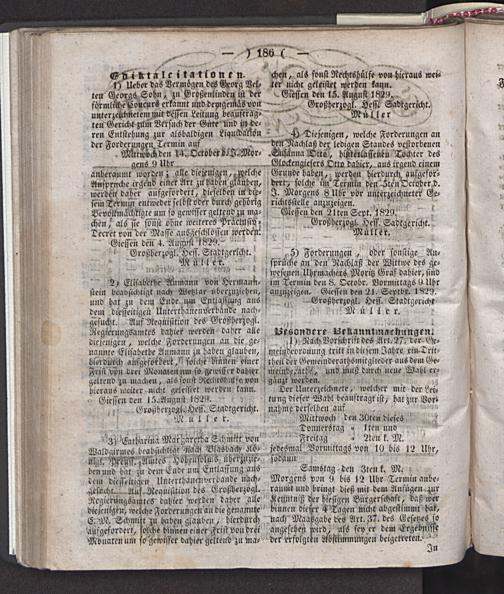 — ) 186 ( —
Ediktalcitationen.
1) Ueber das Vermögen des Georg Vel-
ten Georgs Sohn, zu Großenlinden ist der
förmliche Concurs erkannt und demgemäs von
unterzeichnetem mit dessen Leitung beauftrag-
ten Gericht zum Versuch der Güte und in de-
ren Entstehung zur alsbaldigen Liquidation
der Forderungen Termin auf
Mittwoch den 14. October d. J. Mor-
gens 9 Uhr
anberaumt worden; alle diejenigen, welche
Ansprüche irgend einer Art zu haben glauben,
werden daher aufgefordert, dieselben in die-
sem Termin entweder selbst oder durch gehörig
Bevollmächtigte um so gewisser geltend zu ma-
chen, als sie sonst ohne weiteres Präclusiv-
Decret von der Masse ausgeschlossen werden.
Giessen den 4. August 1829.
Großherzogl. Hess. Stadtgericht.
Müller.
2) Elisabethe Aumann von Hermann-
stein beabsichtigt nach Wetzlar überzuziehen,
und hat zu dem Ende um Entlassung aus
dem diesseitigen Unterthanenverbande nach-
gesucht. Auf Requisition des Großherzogl.
Regierungsamtes dahier werden daher alle
diejenigen, welche Forderungen an die ge-
nannte Elisabethe Aumann zu haben glauben,
hierdurch aufgefordert, solche binnen einer
Frist von drei Monaten um so gewisser dahier
geltend zu machen, als sonst Rechtshülfe von
hieraus weiter nicht geleistet werden kann.
Giessen den 15. August 1829.
Großherzogl. Hess. Stadtgericht.
Müller.
3) Catharina Margaretha Schmitt von
Waldgirmes beabsichtigt nach
Königl. Preuss. Amtes überzuzie-
hen, und hat zu dem Ende zur Entlassung aus
dem diesseitigen Unterthanenverbande nach-
gesucht. Auf Requisition des Großherzogl.
Regierungsamtes dahier werden daher alle
diejenigen, welche Forderungen an die genannte
C. M. Schmitt zu haben glauben, hierdurch
aufgefordert, solche binnen einer Frist von drei
Monaten um so gewisser dahier geltend zu ma-
chen, als sonst Rechtshülfe von hieraus wei-
ter nicht geleistet werden kann.
Giessen den 15. August 1829.
Großherzogl. Hess. Stadtgericht.
Müller
4) Diejenigen, welche Forderungen an
den Nachlaß der ledigen Standes verstorbenen
Susanna Otto, hinterlassenen Tochter des
Glockengiesers Otto dahier, aus irgend einem
Grunde haben, werden hierdurch aufgefor-
dert, solche im Termin den 5ten October d.
J. Morgens 8 Uhr vor unterzeichneter Ge-
richtsstelle anzuzeigen.
Giessen den 21ten Sept. 1829.
Großherzogl. Hess. Stadtgericht.
Müller.
5) Forderungen, oder sonstige An-
sprüche an den Nachlaß der Wittwe des ge-
wesenen Uhrmachers Moritz Graf dahier, sind
im Termin den 8. Octobr. Vormittags 9 Uhr
anzuzeigen. Giessen den 21. Septbr. 1829.
Großherzogl. Hess. Stadtgericht
Müller.
Besondere Bekanntmachungen.
1) Nach Vorschrift des Art. 27. der Ge-
meindeordnung tritt in diesem Jahre ein Drit-
theil der Gemeinderathsmitglieder aus dem Ge-
meinderathe, und muß durch neue Wahl er-
gänzt werden.
Der Unterzeichnete, welcher mit der Lei-
tung dieser Wahl beauftragt ist, hat zur Vor-
nahme derselben auf
Mittwoch den 30ten dieses
Donnerstag - 1ten und
Freitag - 2ten k. M.
jedesmal Vormittags von 10 bis 12 Uhr,
sodann
Samstag den 3ten k. M.
Morgens von 9 bis 12 Uhr Termin anbe-
raumt und bringt dies mit dem Anfügen zur
Kenntniß der hiesigen Bürgerschaft, daß wer
binnen dieser 4 Tagen nicht abgestimmt hat,
nach Maasgabe des Art. 37. des Gesetzes so
angesehen wird, als sey er dem Ergebnisse
der erfolgten Abstimmungen beigetreten.
In